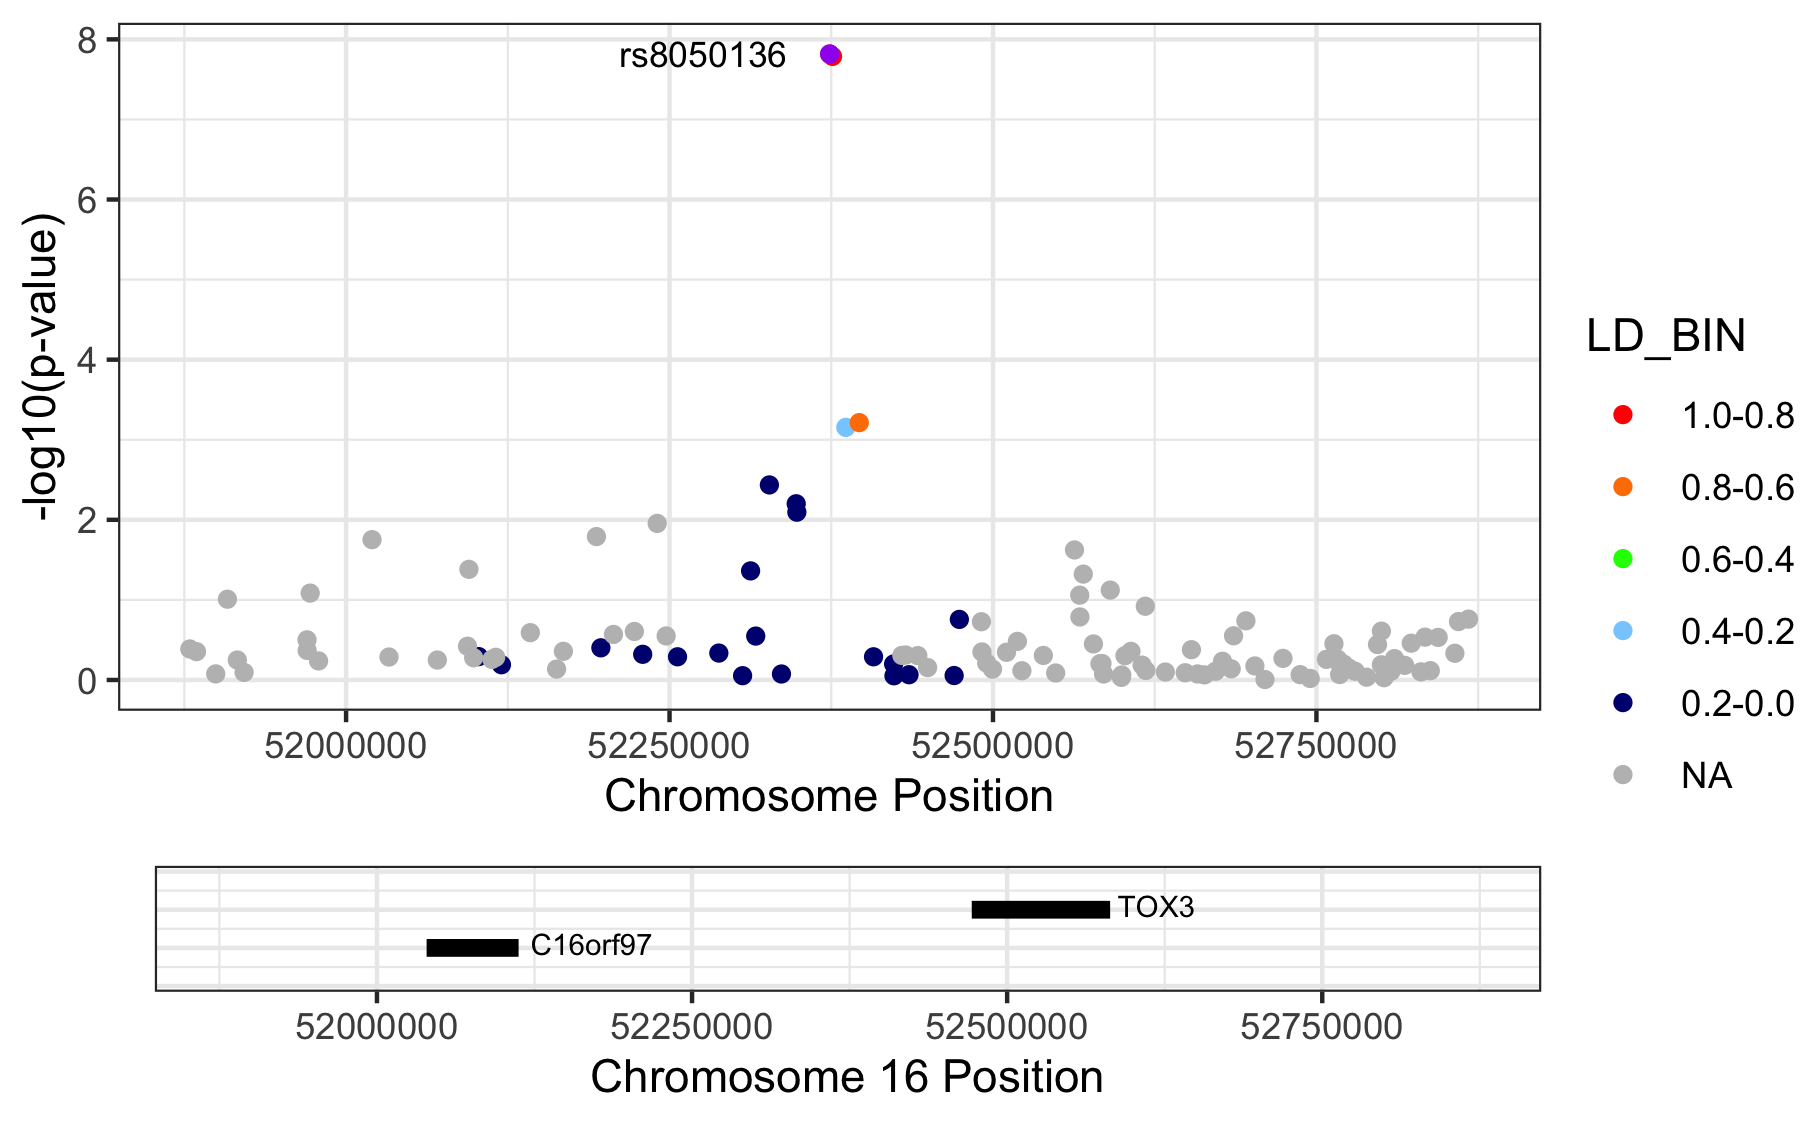 8
rs8050136
6
4
2
0
-log10(p-value)
52000000 52250000 52500000 52750000
Chromosome Position
LD_BIN
1.0-0.8
0.8-0.6
0.6-0.4
0.4-0.2
0.2-0.0
NA
TOX3
C16orf97
52000000 52250000 52500000 52750000
Chromosome 16 Position